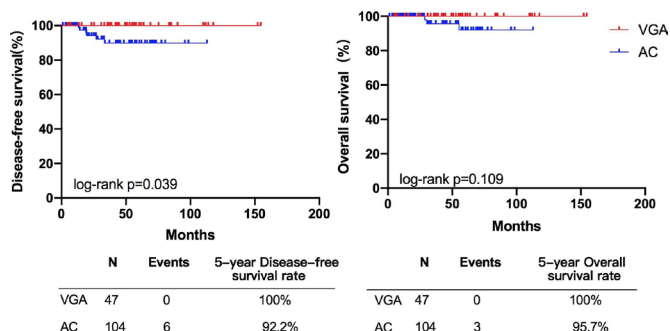 Disease-free survival(%)
100
80
60
40
20
0
log-rank p=0.039
0 50 100 150 200
Months
Overall survival (%)
100
80
60
40
20
0
log-rank p=0.109
0 50 100 150 200
Months
VGA
AC
N Events 5-year Disease-free
survival rate
VGA 47 0 100%
AC 104 6 92.2%
N Events 5-year Overall
survival rate
VGA 47 0 100%
AC 104 3 95.7%